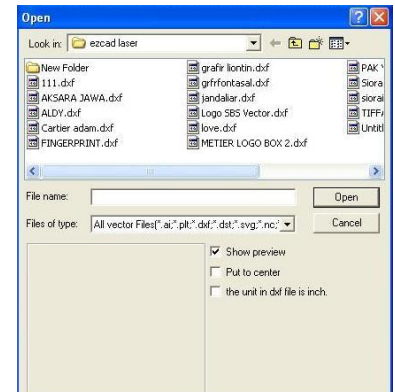 Open
Look in: ezcad laser
New Folder
111.dxf
AKSARA JAWA.dxf
ALDY.dxf
Cartier adam.dxf
FINGERPRINT.dxf
grafir liontin.dxf
grfrfontasal.dxf
jandaliar.dxf
Logo SBS Vector.dxf
love.dxf
METIER LOGO BOX 2.dxf
PAK
Siora
siorai
TIFF
Untitl
File name:
Open
Files of type: All vector Files(*.ai;*.plt;*.dxf;*.dst;*.svg;*.nc;
Cancel
Show preview
Put to center
the unit in dxf file is inch.